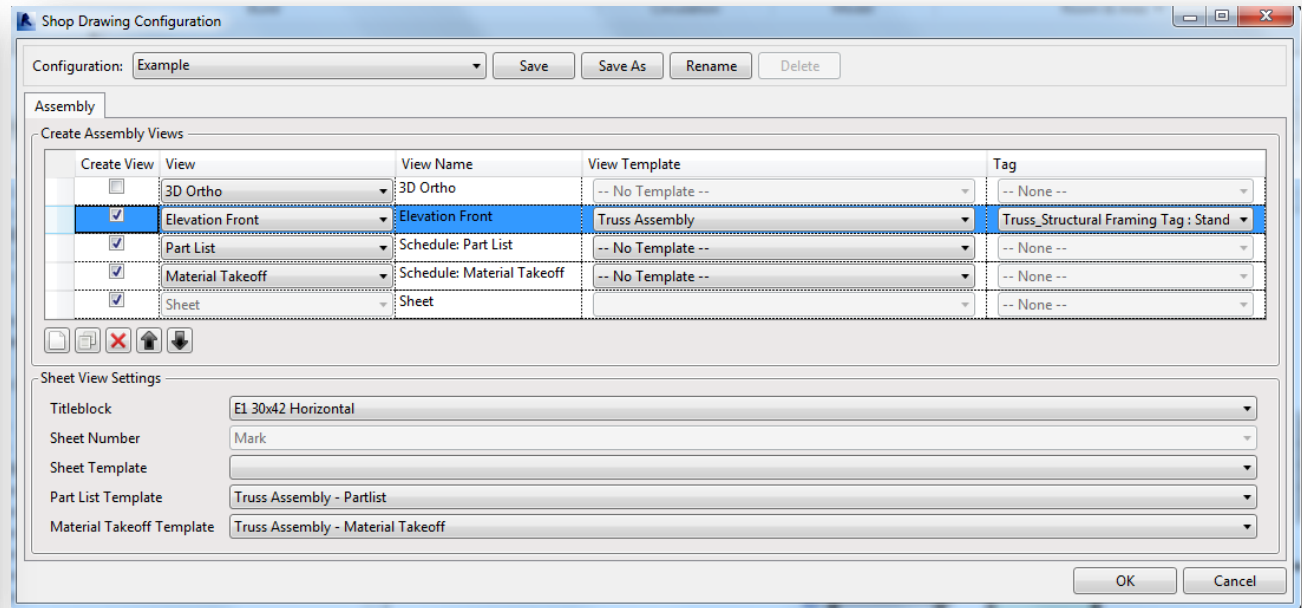 Shop Drawing Configuration
Configuration: Example Save Save As Rename Delete
Assembly
Create Assembly Views
Create View View View Name View Template Tag
3D Ortho 3D Ortho -- No Template -- -- None --
Elevation Front Elevation Front Truss Assembly Truss_Structural Framing Tag : Stand
Part List Schedule: Part List -- No Template -- -- None --
Material Takeoff Schedule: Material Takeoff -- No Template -- -- None --
Sheet Sheet -- None --
Sheet View Settings
Titleblock E1 30x42 Horizontal
Sheet Number Mark
Sheet Template
Part List Template Truss Assembly - Partlist
Material Takeoff Template Truss Assembly - Material Takeoff
OK Cancel